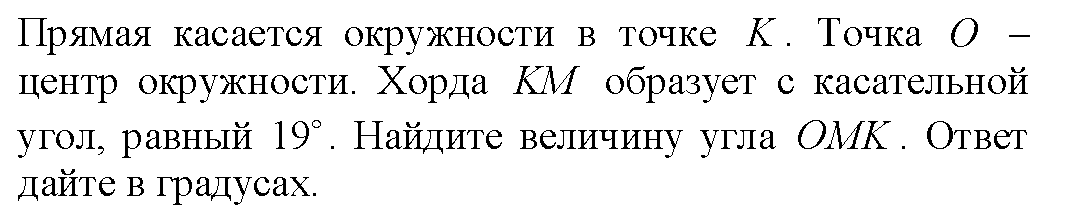 Прямая касается окружности в точке K . Точка O –
центр окружности. Хорда KM образует с касательной
угол, равный 19°. Найдите величину угла OMK . Ответ
дайте в градусах.